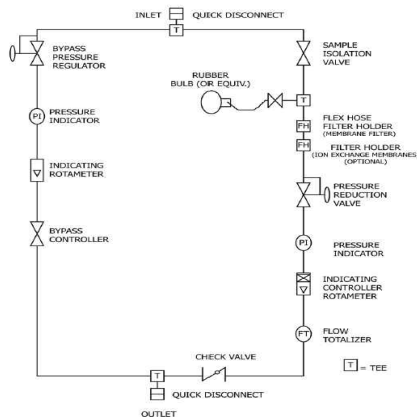 INLET
QUICK DISCONNECT
T
BYPASS
PRESSURE
REGULATOR
SAMPLE
ISOLATION
VALVE
RUBBER
BULB (OR EQUIV.)
T
PI
PRESSURE
INDICATOR
FH
FLEX HOSE
FILTER HOLDER
(MEMBRANE FILTER)
FH
FILTER HOLDER
(ION EXCHANGE MEMBRANES)
(OPTIONAL)
INDICATING
ROTAMETER
PRESSURE
REDUCTION
VALVE
BYPASS
CONTROLLER
PI
PRESSURE
INDICATOR
INDICATING
CONTROLLER
ROTAMETER
FT
FLOW
TOTALIZER
CHECK VALVE
T = TEE
T
QUICK DISCONNECT
OUTLET